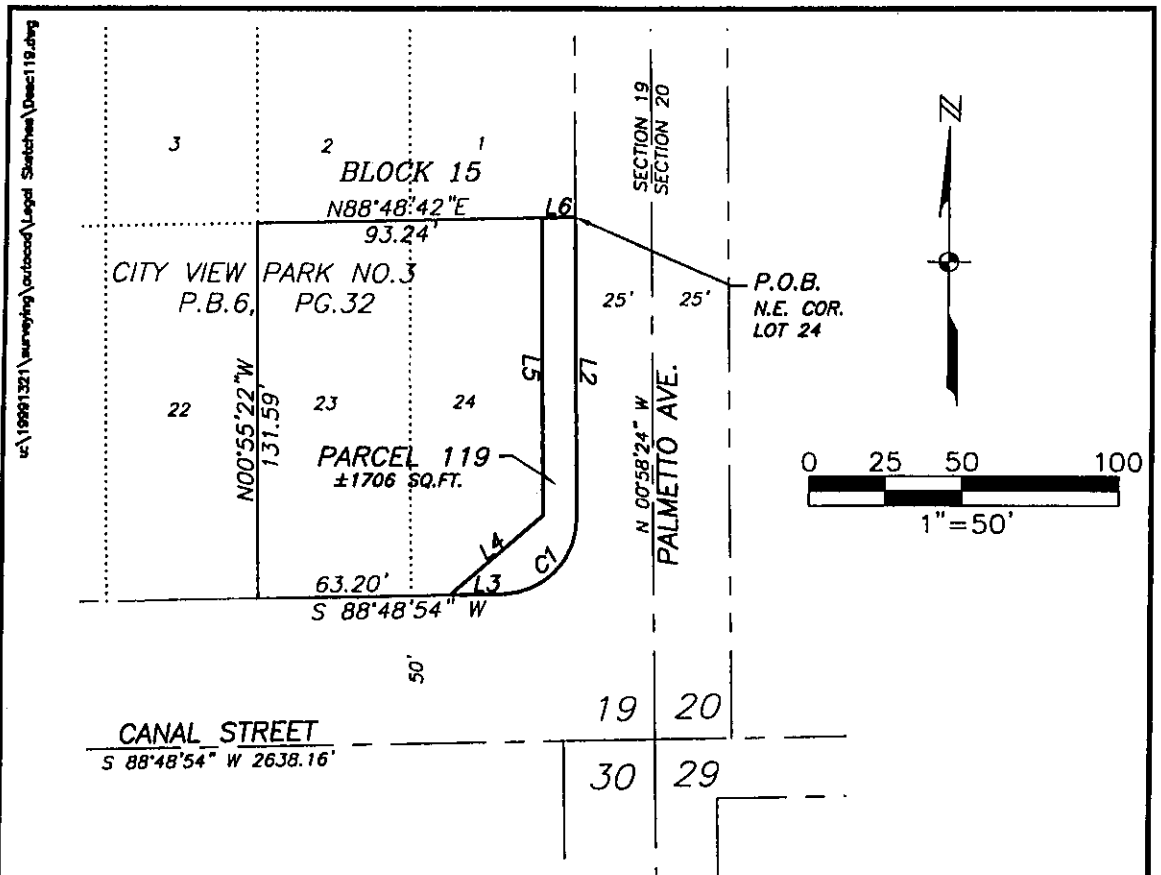 u:\19991321\surveying\autocad\Legal Sketches\Desc119.dwg
3
2
1
BLOCK 15
N88°48'42"E
93.24'
L6
SECTION 19
SECTION 20
N
CITY VIEW PARK NO.3
P.B.6, PG.32
25'
25'
P.O.B.
N.E. COR.
LOT 24
L5
L2
N00°55'22"W
131.59'
22
23
24
PARCEL 119
±1706 SQ.FT.
N 00°58'24" W
PALMETTO AVE.
0 25 50 100
1"=50'
L4
C1
L3
63.20'
S 88°48'54" W
50'
19 20
CANAL STREET
S 88°48'54" W 2638.16'
30 29